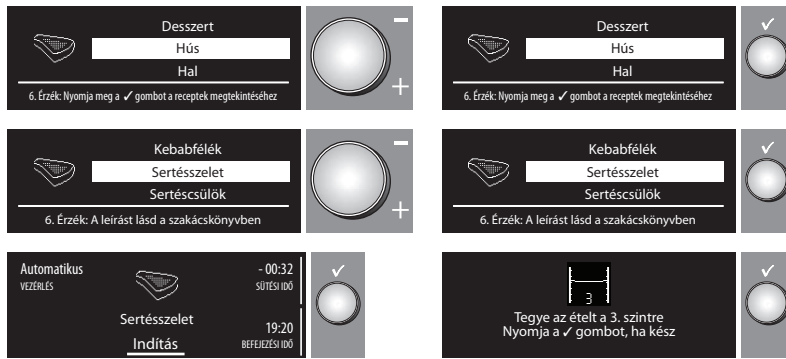 Desszert
Hús
Hal
6. Érzék: Nyomja meg a ✓ gombot a receptek megtekintéséhez
- +
Desszert
Hús
Hal
6. Érzék: Nyomja meg a ✓ gombot a receptek megtekintéséhez
✓
Kebabfélék
Sertésszelet
Sertéscsülök
6. Érzék: A leírást lásd a szakácskönyvben
- +
Kebabfélék
Sertésszelet
Sertéscsülök
6. Érzék: A leírást lásd a szakácskönyvben
✓
Automatikus
VEZÉRLÉS
- 00:32
SÜTÉSI IDŐ
Sertésszelet
Indítás
19:20
BEFEJEZÉSI IDŐ
✓
3
Tegye az ételt a 3. szintre
Nyomja a ✓ gombot, ha kész
✓